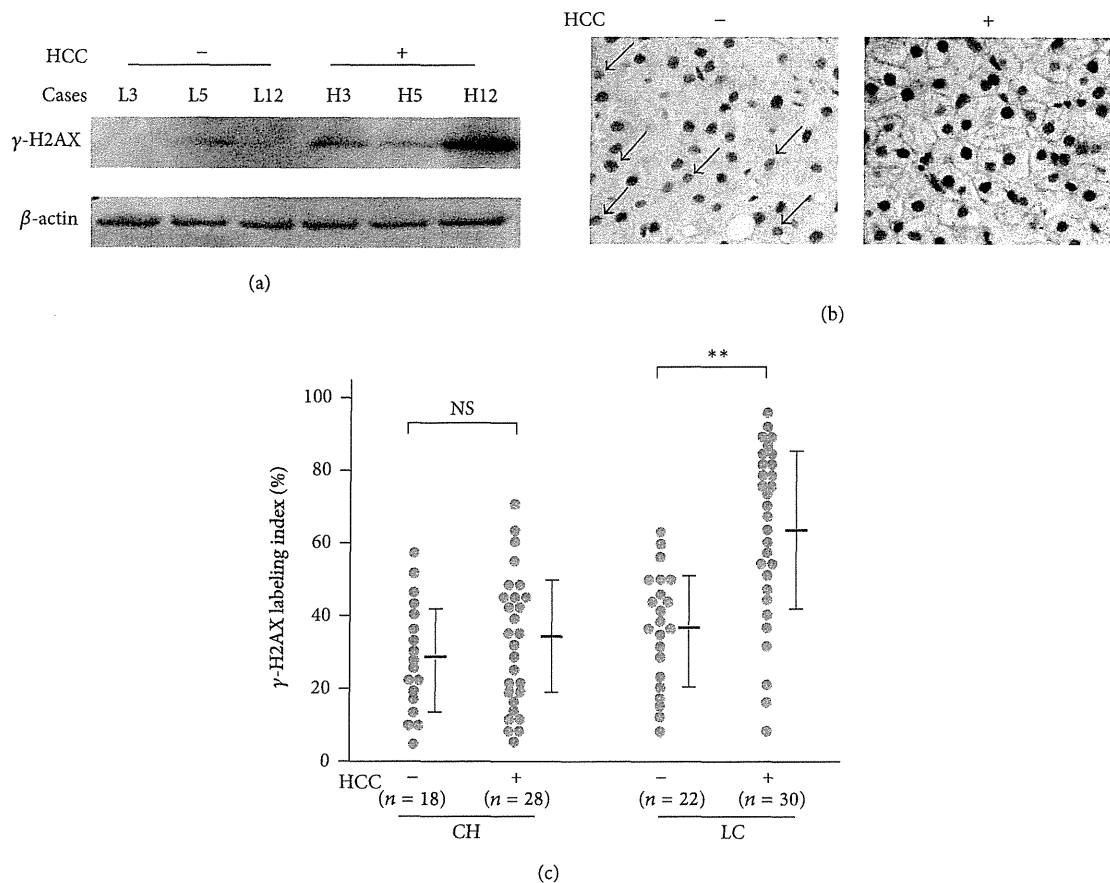 HCC − +
Cases L3 L5 L12 H3 H5 H12
γ-H2AX
β-actin
(a)
HCC − +
(b)
γ-H2AX labeling index (%)
100
80
60
40
20
0
NS
**
HCC − + − +
(n = 18) (n = 28) (n = 22) (n = 30)
CH LC
(c)